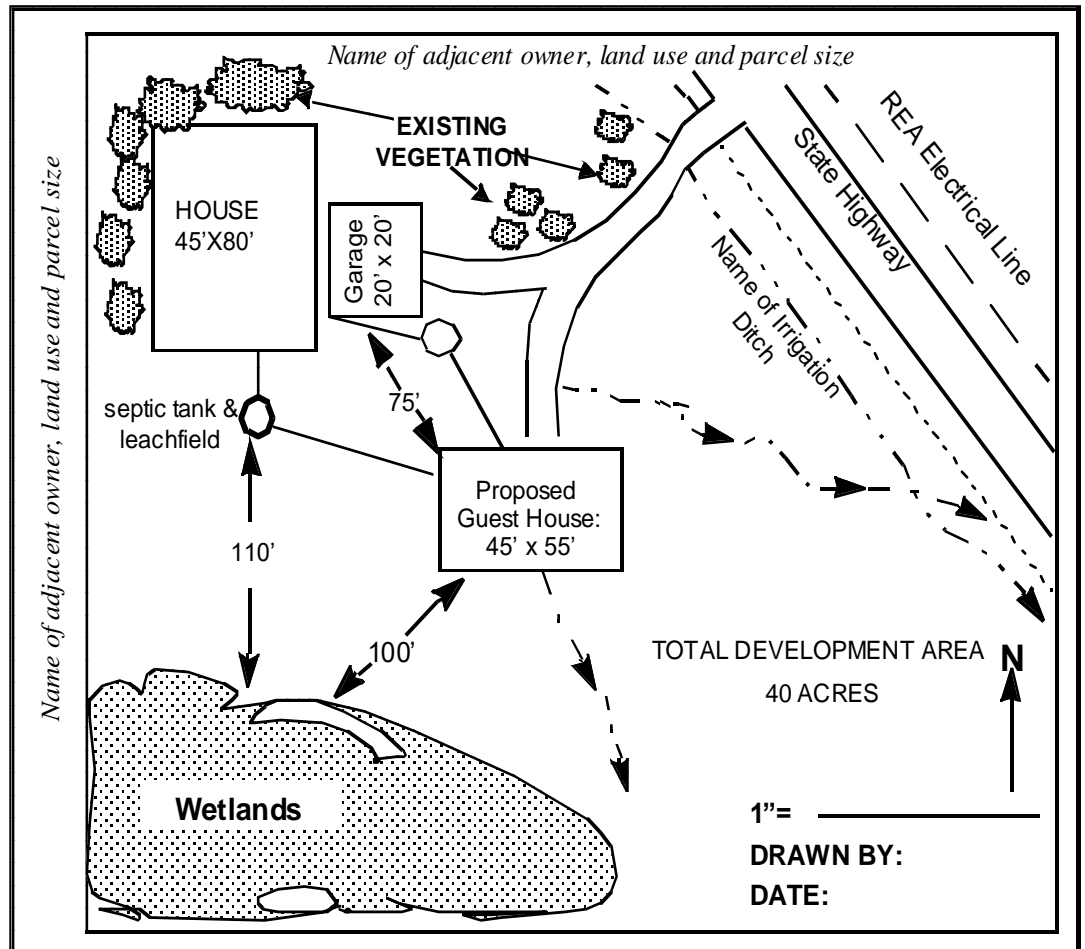 Name of adjacent owner, land use and parcel size
Name of adjacent owner, land use and parcel size
EXISTING
VEGETATION
REA Electrical Line
State Highway
HOUSE
45'X80'
Garage
20' x 20'
Name of Irrigation
Ditch
75'
septic tank &
leachfield
Proposed
Guest House:
45' x 55'
110'
100'
TOTAL DEVELOPMENT AREA
40 ACRES
N
Wetlands
1”=
DRAWN BY:
DATE: